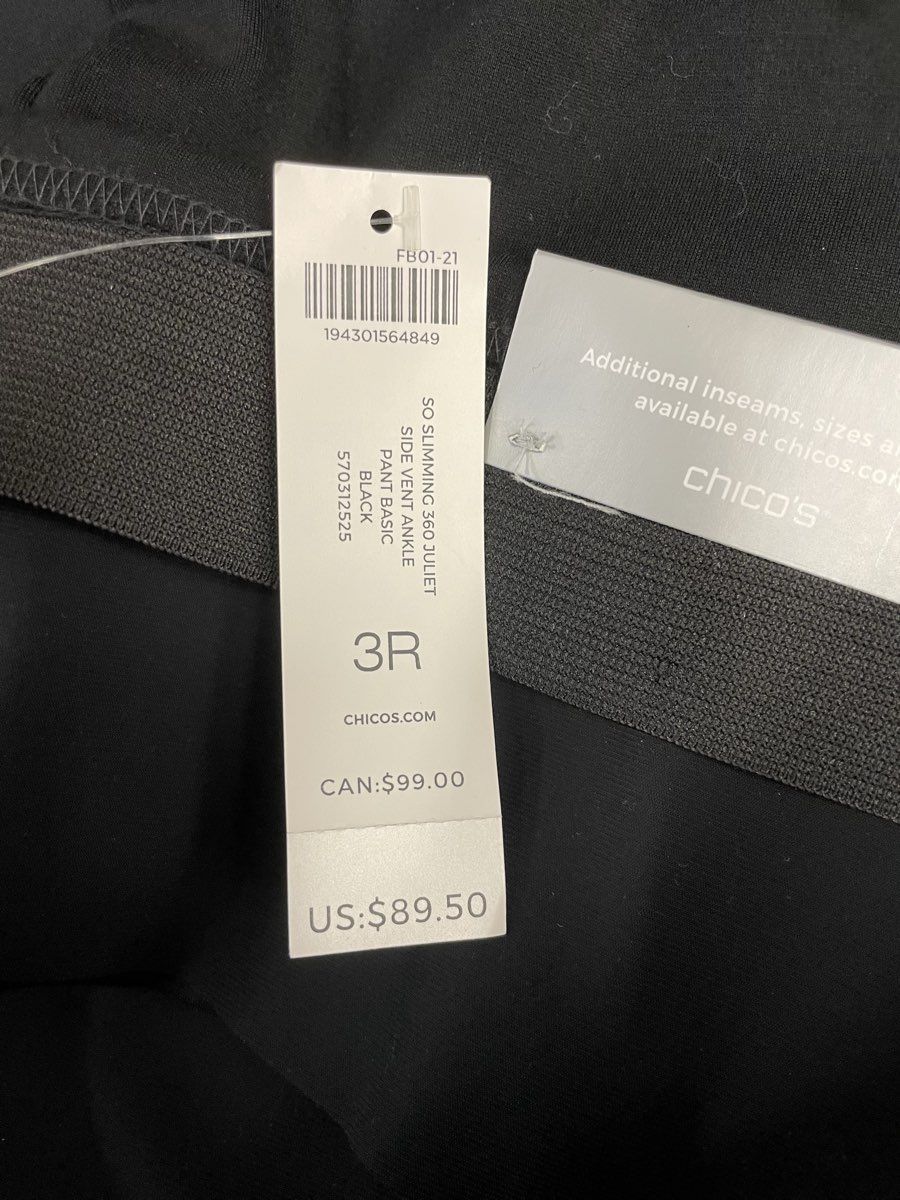 FB01-21
194301564849
SO SLIMMING 360 JULIET
SIDE VENT ANKLE
PANT BASIC
BLACK
570312525
3R
CHICOS.COM
CAN:$99.00
US:$89.50
Additional inseams, sizes
available at chicos.com
chico's